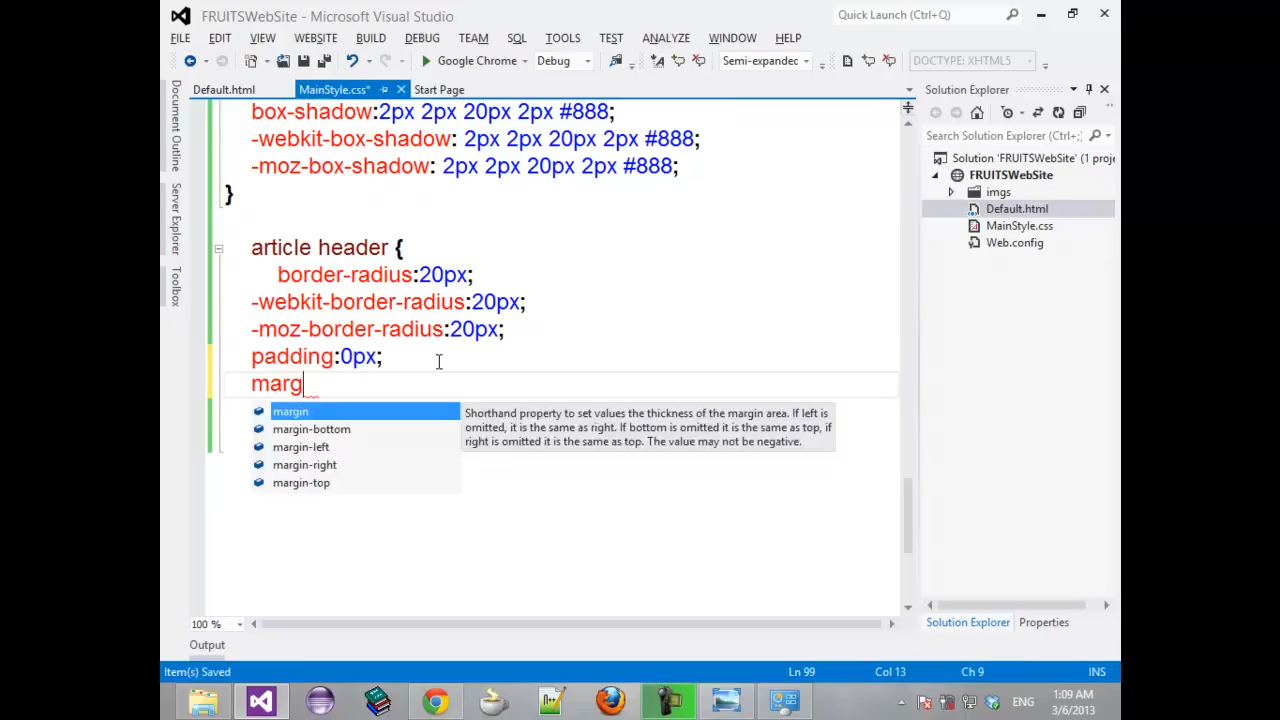 FRUITSWebSite - Microsoft Visual Studio
Quick Launch (Ctrl+Q)
FILE EDIT VIEW WEBSITE BUILD DEBUG TEAM SQL TOOLS TEST ANALYZE WINDOW HELP
Google Chrome Debug Semi-expanded DOCTYPE: XHTML5
Default.html MainStyle.css* Start Page
Document Outline
Server Explorer
Toolbox
box-shadow:2px 2px 20px 2px #888;
-webkit-box-shadow: 2px 2px 20px 2px #888;
-moz-box-shadow: 2px 2px 20px 2px #888;
}
article header {
border-radius:20px;
-webkit-border-radius:20px;
-moz-border-radius:20px;
padding:0px;
marg
margin
margin-bottom
margin-left
margin-right
margin-top
Shorthand property to set values the thickness of the margin area. If left is
omitted, it is the same as right. If bottom is omitted it is the same as top, if
right is omitted it is the same as top. The value may not be negative.
Solution Explorer
Search Solution Explorer (Ctrl+;)
Solution 'FRUITSWebSite' (1 proje
FRUITSWebSite
imgs
Default.html
MainStyle.css
Web.config
Solution Explorer Properties
100 %
Output
Item(s) Saved Ln 99 Col 13 Ch 9 INS
ENG
1:09 AM
3/6/2013